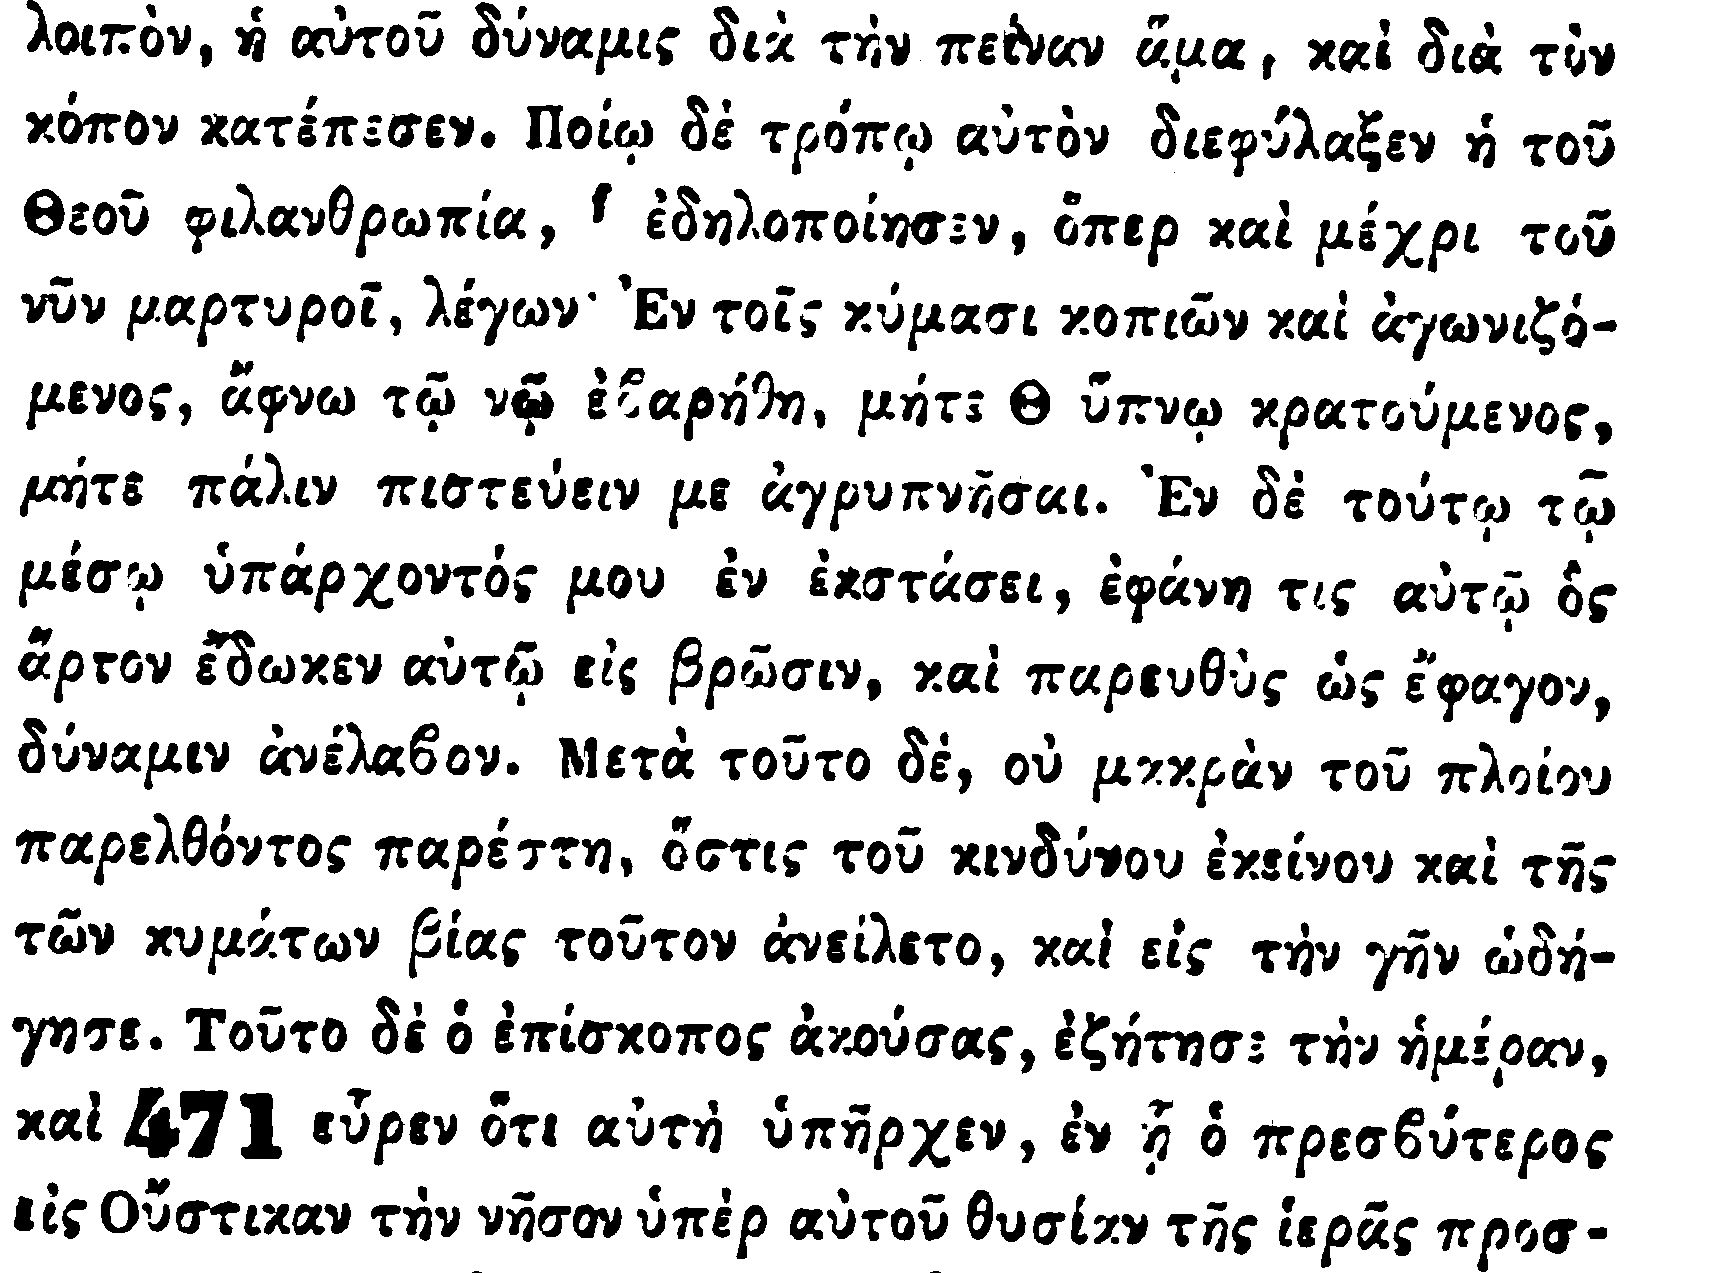 λοιπὸν, ἡ αὐτοῦ δύναμις διὰ τὴν πεῖναν ἅμα, καὶ διὰ τὸν
κόπον κατέπεσεν. Ποίῳ δὲ τρόπῳ αὐτὸν διεφύλαξεν ἡ τοῦ
Θεοῦ φιλανθρωπία, ᶠ ἐδηλοποίησεν, ὅπερ καὶ μέχρι τοῦ
νῦν μαρτυροῖ, λέγων· Ἐν τοῖς κύμασι κοπιῶν καὶ ἀγωνιζό-
μενος, ἄφνω τῷ νῷ ἐϐαρήθη, μήτε Θ ὕπνῳ κρατούμενος,
μήτε πάλιν πιστεύειν με ἀγρυπνῆσαι. Ἐν δὲ τούτῳ τῷ
μέσῳ ὑπάρχοντός μου ἐν ἐκστάσει, ἐφάνη τις αὐτῷ ὃς
ἄρτον ἔδωκεν αὐτῷ εἰς βρῶσιν, καὶ παρευθὺς ὡς ἔφαγον,
δύναμιν ἀνέλαϐον. Μετὰ τοῦτο δὲ, οὐ μακρὰν τοῦ πλοίου
παρελθόντος παρέστη, ὅστις τοῦ κινδύνου ἐκείνου καὶ τῆς
τῶν κυμάτων βίας τοῦτον ἀνείλετο, καὶ εἰς τὴν γῆν ὡδή-
γησε. Τοῦτο δὲ ὁ ἐπίσκοπος ἀκούσας, ἐζήτησε τὴν ἡμέραν,
καὶ 471 εὗρεν ὅτι αὐτὴ ὑπῆρχεν, ἐν ᾗ ὁ πρεσϐύτερος
εἰς Οὔστικαν τὴν νῆσον ὑπὲρ αὐτοῦ θυσίαν τῆς ἱερᾶς προσ-